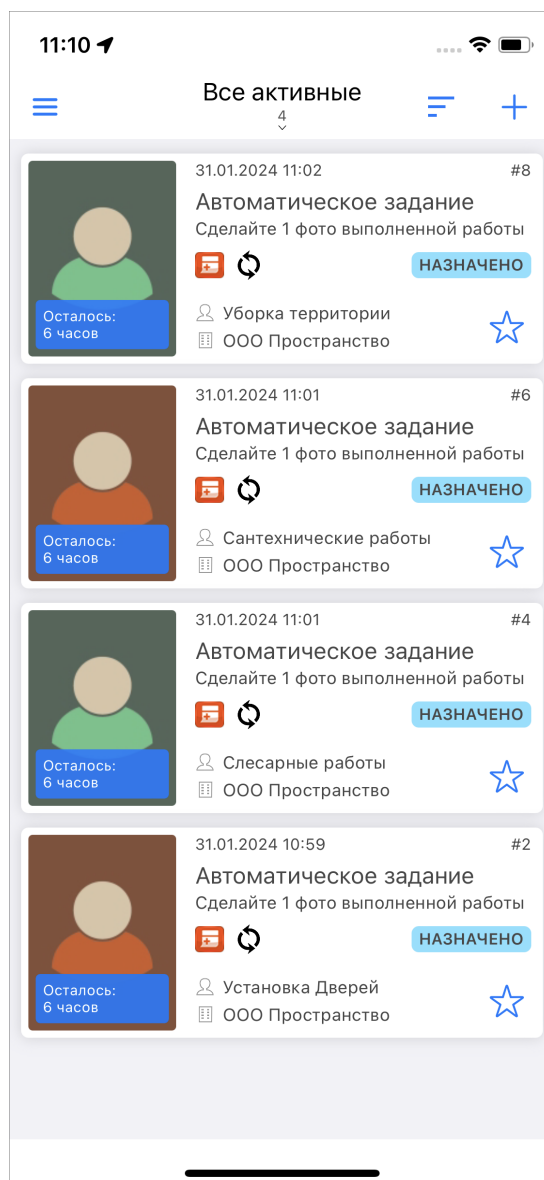 11:10
Все активные
4
31.01.2024 11:02
#8
Автоматическое задание
Сделайте 1 фото выполненной работы
НАЗНАЧЕНО
Осталось:
6 часов
Уборка территории
ООО Пространство
31.01.2024 11:01
#6
Автоматическое задание
Сделайте 1 фото выполненной работы
НАЗНАЧЕНО
Осталось:
6 часов
Сантехнические работы
ООО Пространство
31.01.2024 11:01
#4
Автоматическое задание
Сделайте 1 фото выполненной работы
НАЗНАЧЕНО
Осталось:
6 часов
Слесарные работы
ООО Пространство
31.01.2024 10:59
#2
Автоматическое задание
Сделайте 1 фото выполненной работы
НАЗНАЧЕНО
Осталось:
6 часов
Установка Дверей
ООО Пространство